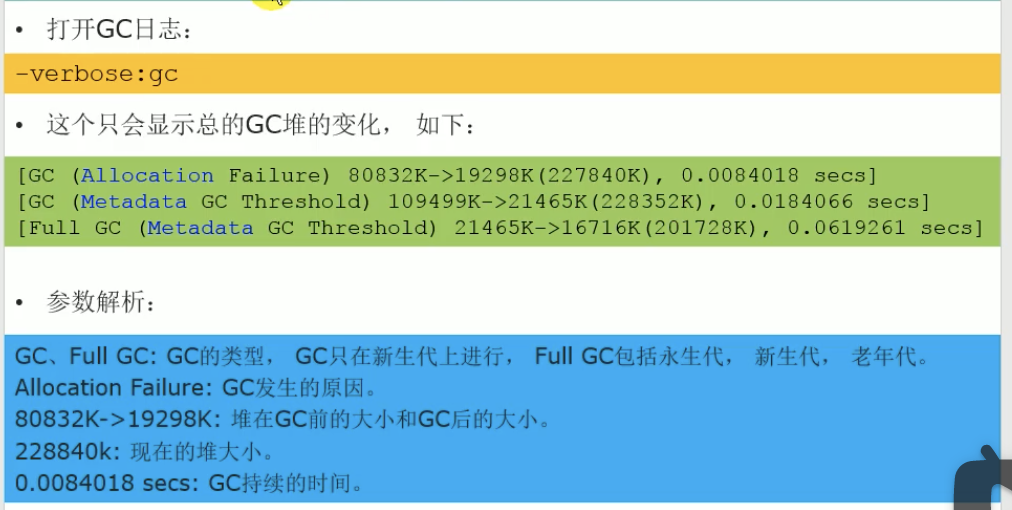 • 打开GC日志：
-verbose:gc
• 这个只会显示总的GC堆的变化， 如下：
[GC (Allocation Failure) 80832K->19298K(227840K), 0.0084018 secs]
[GC (Metadata GC Threshold) 109499K->21465K(228352K), 0.0184066 secs]
[Full GC (Metadata GC Threshold) 21465K->16716K(201728K), 0.0619261 secs]
• 参数解析：
GC、Full GC: GC的类型， GC只在新生代上进行， Full GC包括永生代， 新生代， 老年代。
Allocation Failure: GC发生的原因。
80832K->19298K: 堆在GC前的大小和GC后的大小。
228840k: 现在的堆大小。
0.0084018 secs: GC持续的时间。